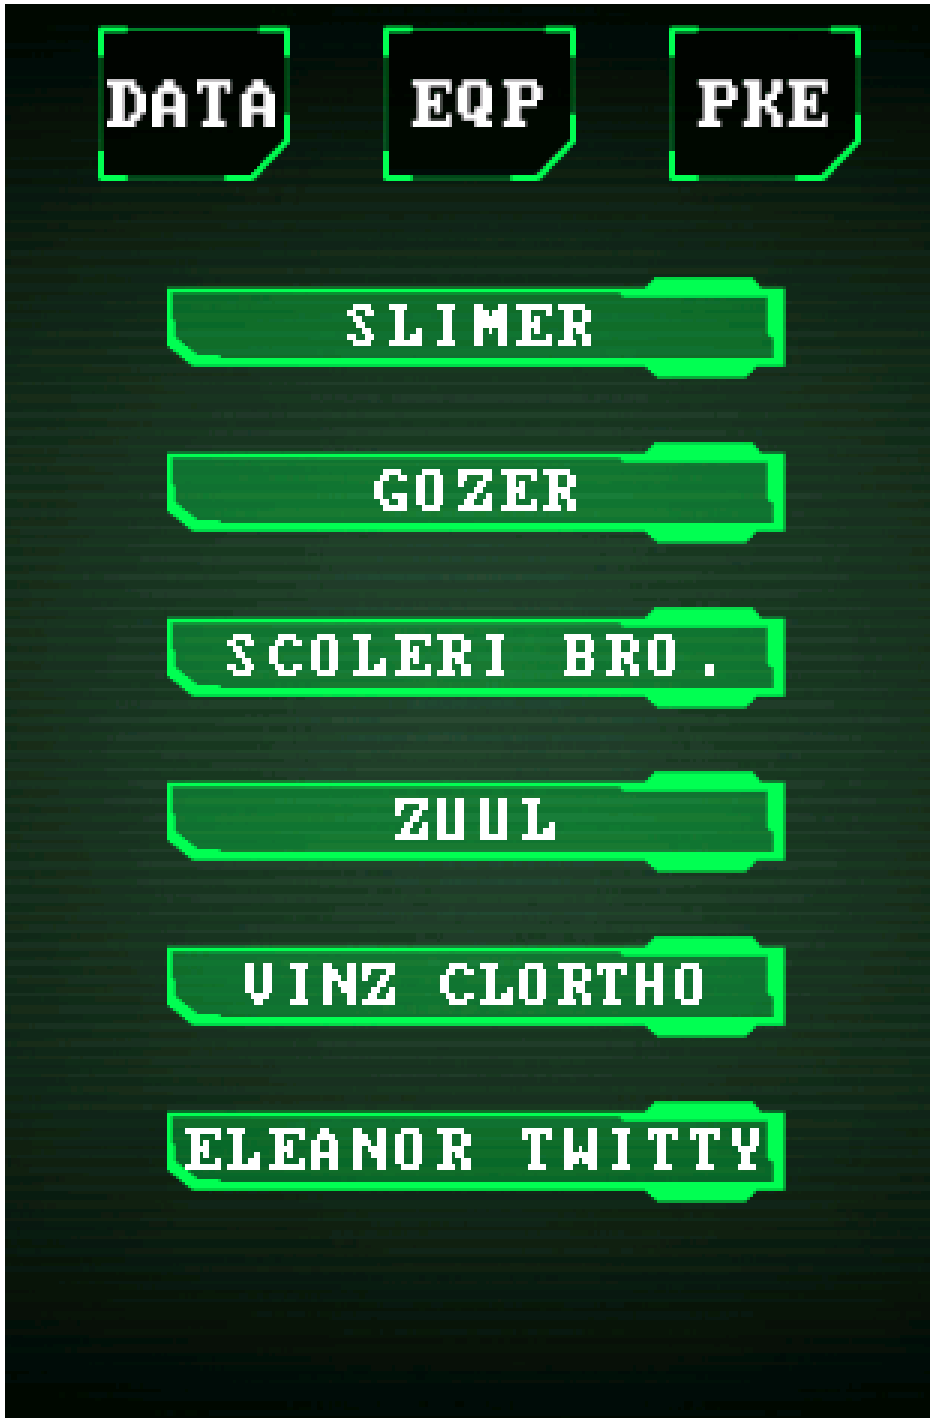 DATA EQP PKE
SLIMER
GOZER
SCOLERI BRO.
ZUUL
VINZ CLORTHO
ELEANOR TWITTY